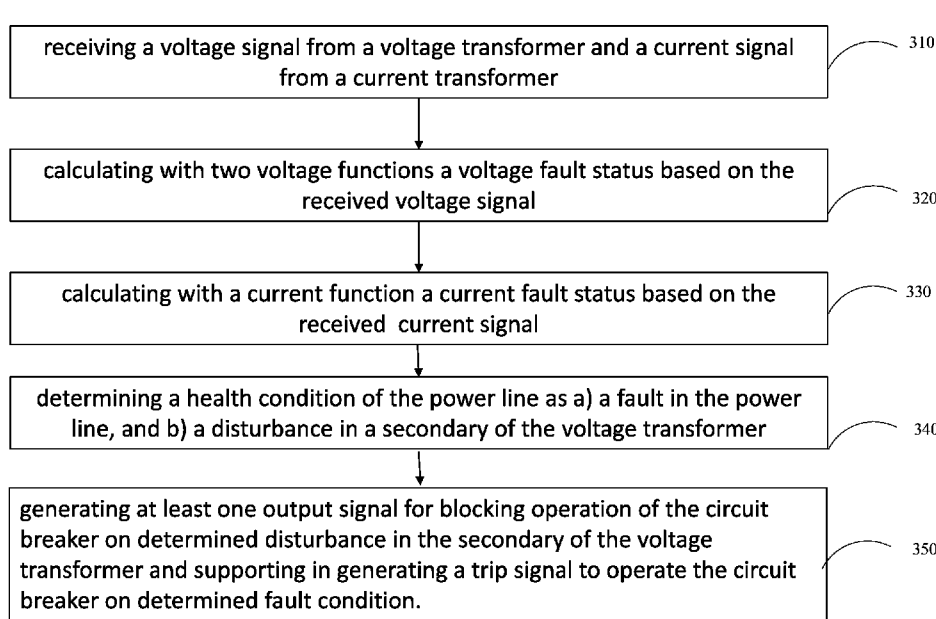 receiving a voltage signal from a voltage transformer and a current signal
from a current transformer
310
calculating with two voltage functions a voltage fault status based on the
received voltage signal
320
calculating with a current function a current fault status based on the
received current signal
330
determining a health condition of the power line as a) a fault in the power
line, and b) a disturbance in a secondary of the voltage transformer
340
generating at least one output signal for blocking operation of the circuit
breaker on determined disturbance in the secondary of the voltage
transformer and supporting in generating a trip signal to operate the circuit
breaker on determined fault condition.
350